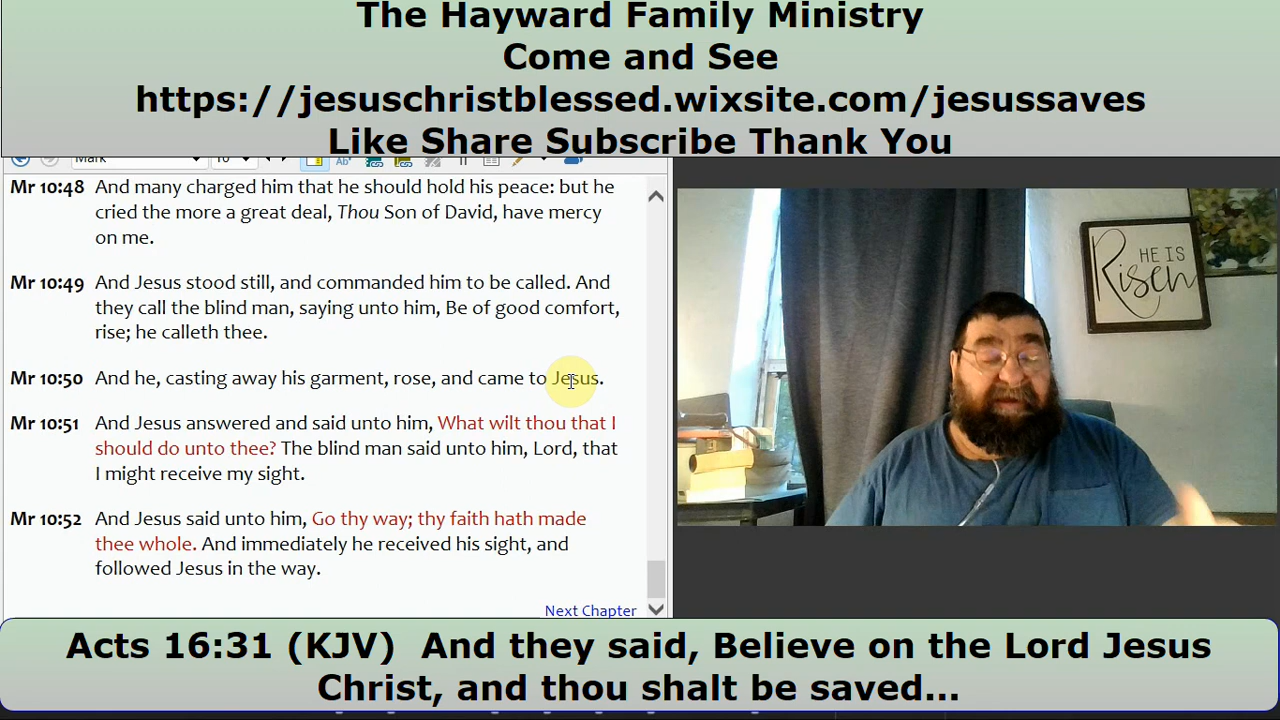 The Hayward Family Ministry
Come and See
https://jesuschristblessed.wixsite.com/jesussaves
Like Share Subscribe Thank You
Mark 10
Mr 10:48 And many charged him that he should hold his peace: but he
cried the more a great deal, Thou Son of David, have mercy
on me.
Mr 10:49 And Jesus stood still, and commanded him to be called. And
they call the blind man, saying unto him, Be of good comfort,
rise; he calleth thee.
Mr 10:50 And he, casting away his garment, rose, and came to Jesus.
Mr 10:51 And Jesus answered and said unto him, What wilt thou that I
should do unto thee? The blind man said unto him, Lord, that
I might receive my sight.
Mr 10:52 And Jesus said unto him, Go thy way; thy faith hath made
thee whole. And immediately he received his sight, and
followed Jesus in the way.
Next Chapter
HE IS
Risen
Acts 16:31 (KJV) And they said, Believe on the Lord Jesus
Christ, and thou shalt be saved...